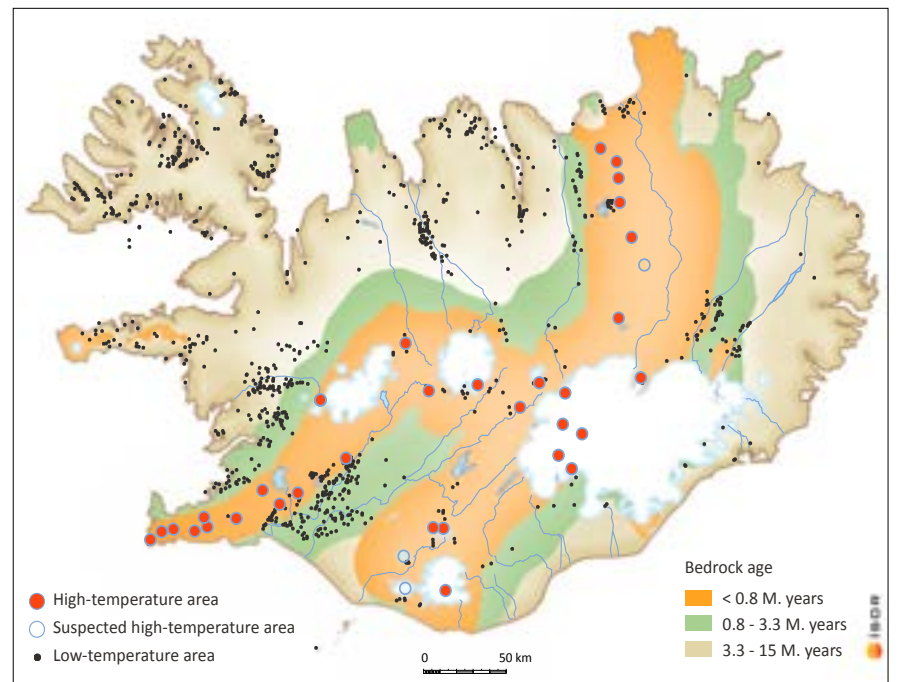 High-temperature area
Suspected high-temperature area
Low-temperature area
0 50 km
Bedrock age
< 0.8 M. years
0.8 - 3.3 M. years
3.3 - 15 M. years